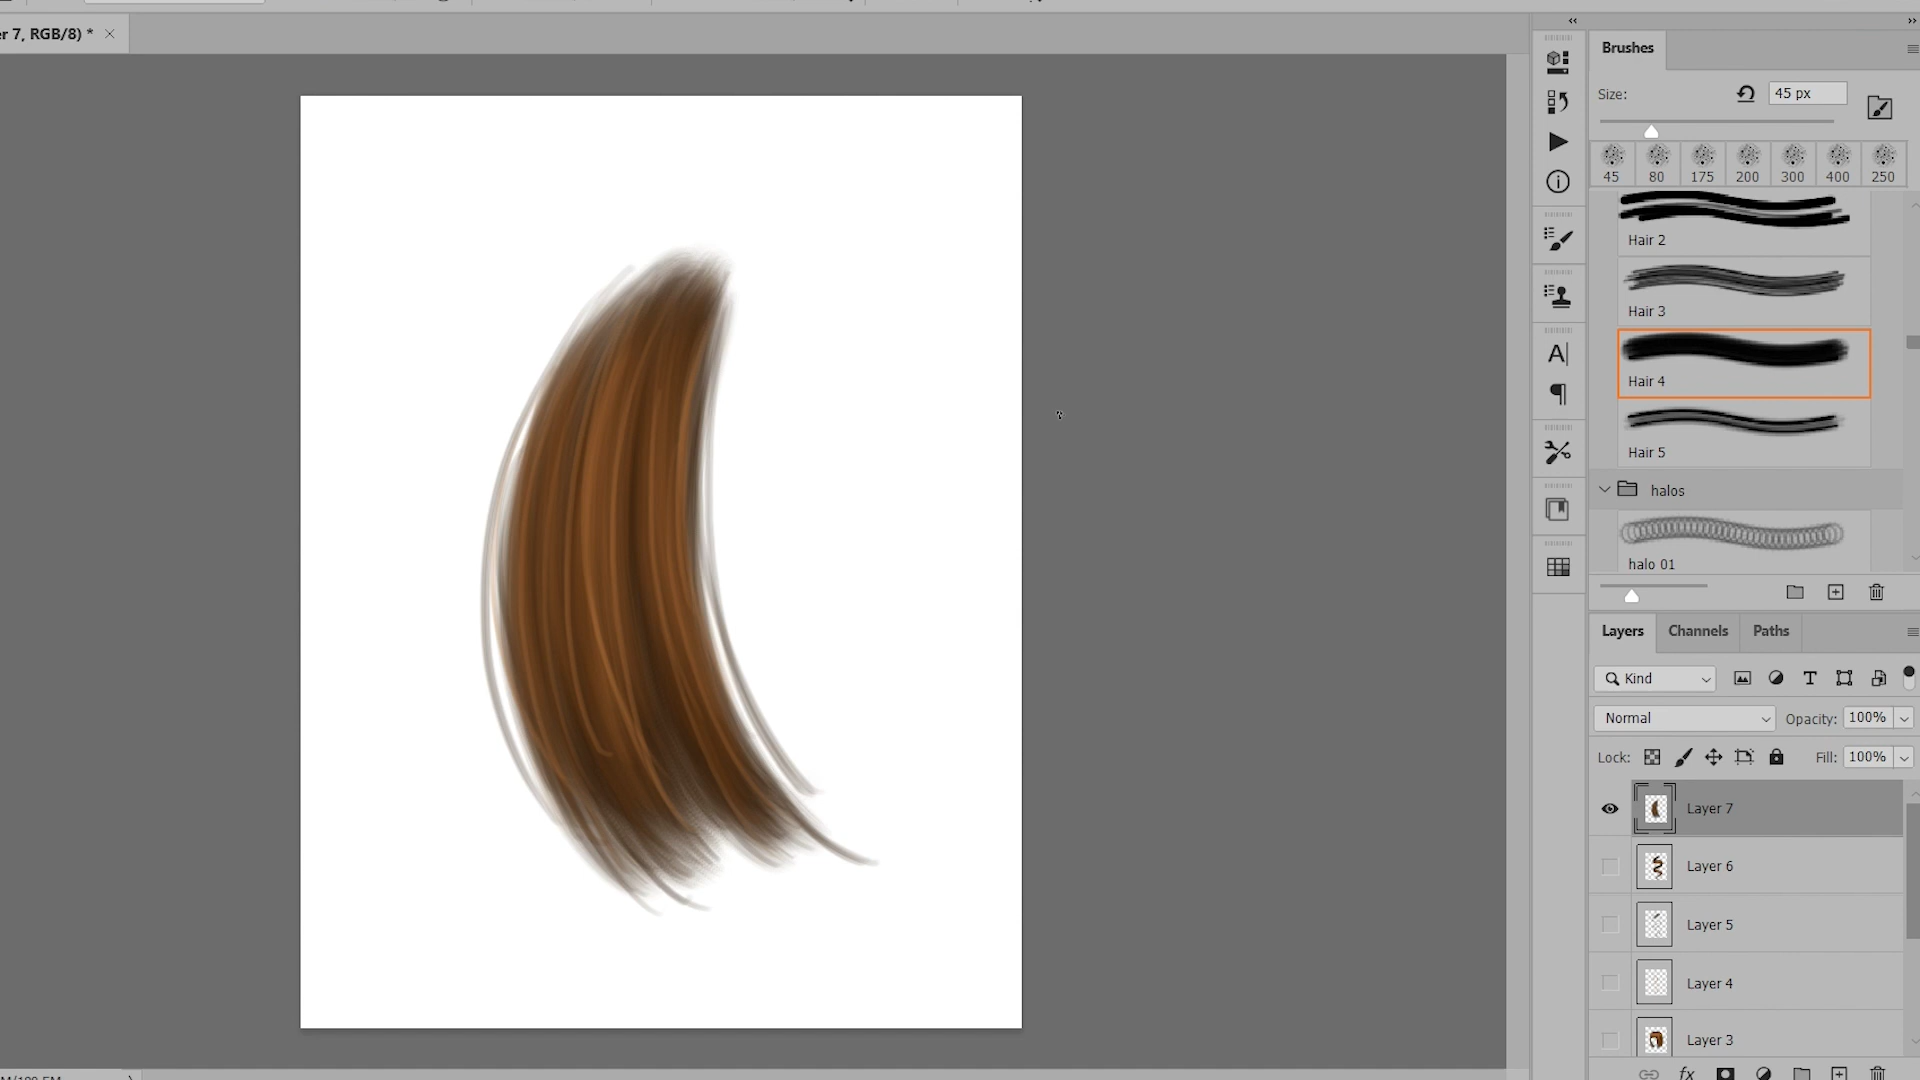 er 7, RGB/8) *
Brushes
Size:
45 px
45 80 175 200 300 400 250
Hair 2
Hair 3
Hair 4
Hair 5
halos
halo 01
Layers Channels Paths
Kind
Normal Opacity: 100%
Lock: Fill: 100%
Layer 7
Layer 6
Layer 5
Layer 4
Layer 3
fx